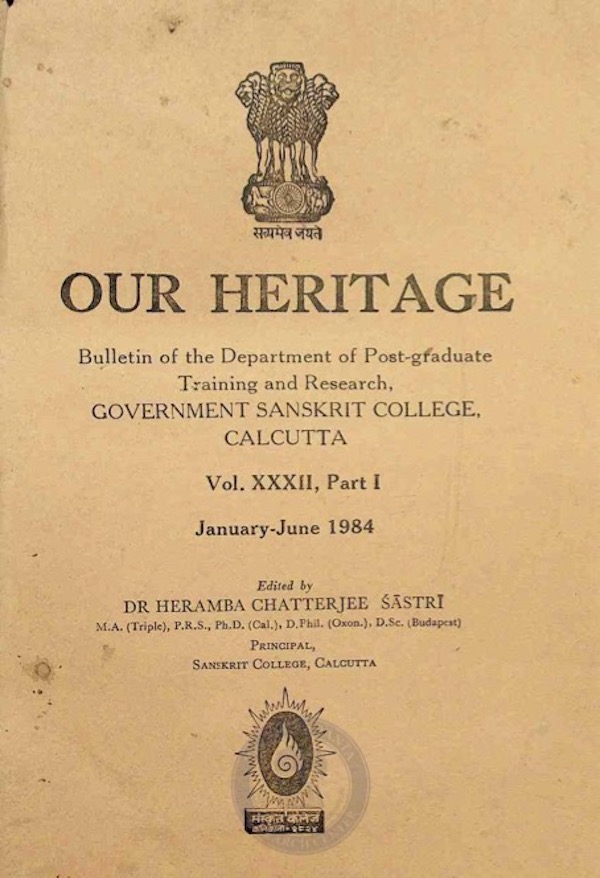 सत्यमेव जयते
OUR HERITAGE
Bulletin of the Department of Post-graduate
Training and Research,
GOVERNMENT SANSKRIT COLLEGE,
CALCUTTA
Vol. XXXII, Part I
January-June 1984
Edited by
DR HERAMBA CHATTERJEE ŚĀSTRĪ
M.A. (Triple), P.R.S., Ph.D. (Cal.), D.Phil. (Oxon.), D.Sc. (Budapest)
PRINCIPAL,
SANSKRIT COLLEGE, CALCUTTA
संस्कृत कालेज
१८२४